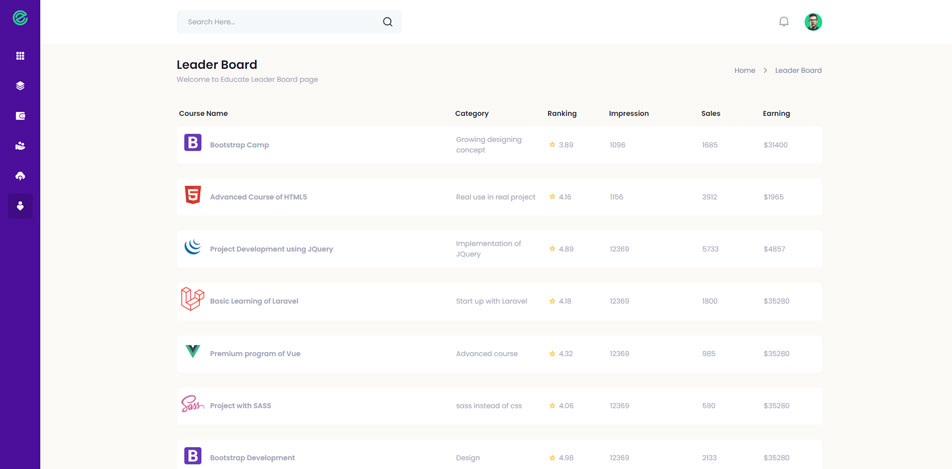 Search Here...
Leader Board
Welcome to Educate Leader Board page
Home > Leader Board
Course Name Category Ranking Impression Sales Earning
B Bootstrap Camp Growing designing concept 3.89 1096 1685 $31400
5 Advanced Course of HTML5 Real use in real project 4.16 1156 3912 $1965
Project Development using JQuery Implementation of JQuery 4.89 12369 5733 $4857
Basic Learning of Laravel Start up with Laravel 4.18 12369 1800 $35280
Premium program of Vue Advanced course 4.32 12369 985 $35280
Sass Project with SASS sass instead of css 4.06 12369 590 $35280
B Bootstrap Development Design 4.98 12369 2133 $35280